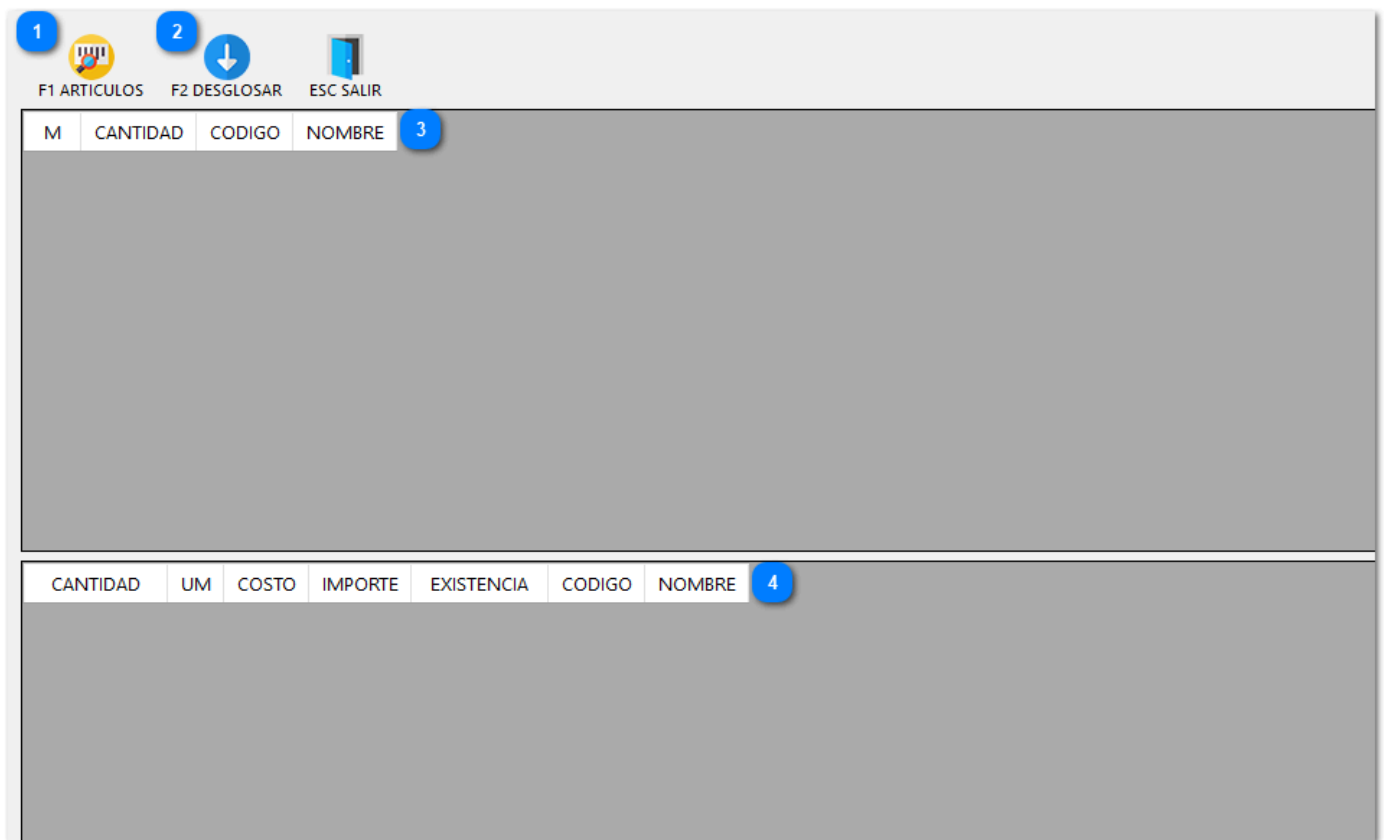 1 2
F1 ARTICULOS F2 DESGLOSAR ESC SALIR
M CANTIDAD CODIGO NOMBRE 3
CANTIDAD UM COSTO IMPORTE EXISTENCIA CODIGO NOMBRE 4